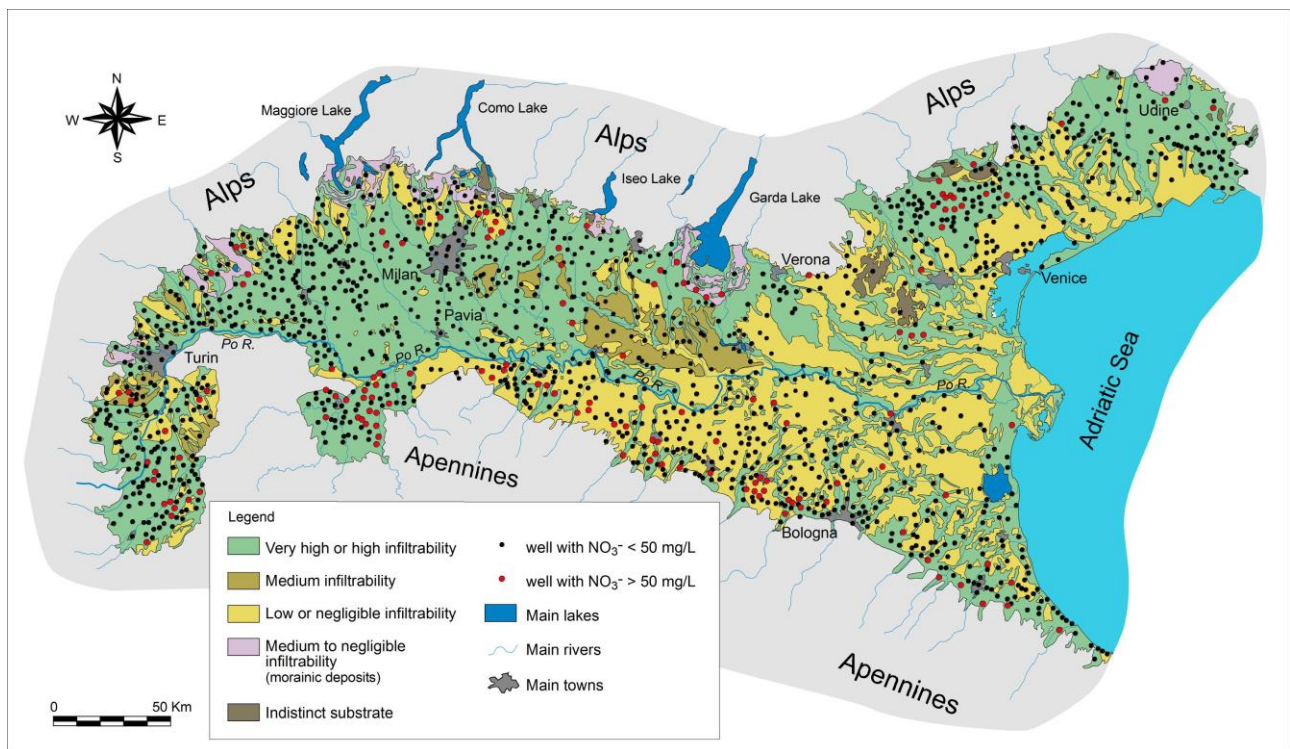 N
W E
S
Maggiore Lake
Como Lake
Alps
Alps
Alps
Iseo Lake
Garda Lake
Udine
Milan
Verona
Venice
Pavia
Turin
Po R.
Po R.
Po R.
Po R.
Adriatic Sea
Apennines
Bologna
Apennines
Legend
Very high or high infiltrability
Medium infiltrability
Low or negligible infiltrability
Medium to negligible
infiltrability
(morainic deposits)
Indistinct substrate
well with NO₃⁻ < 50 mg/L
well with NO₃⁻ > 50 mg/L
Main lakes
Main rivers
Main towns
0 50 Km